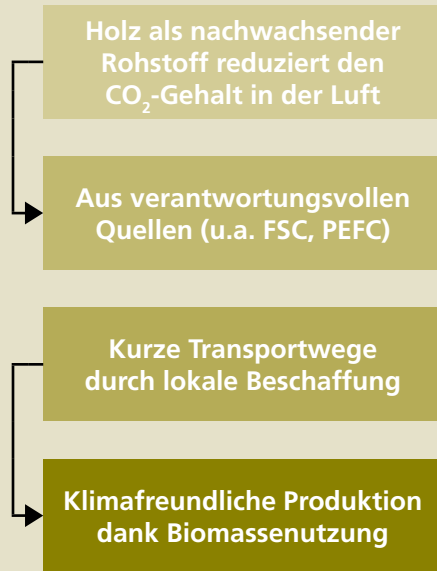 Holz als nachwachsender
Rohstoff reduziert den
CO₂-Gehalt in der Luft
Aus verantwortungsvollen
Quellen (u.a. FSC, PEFC)
Kurze Transportwege
durch lokale Beschaffung
Klimafreundliche Produktion
dank Biomassenutzung